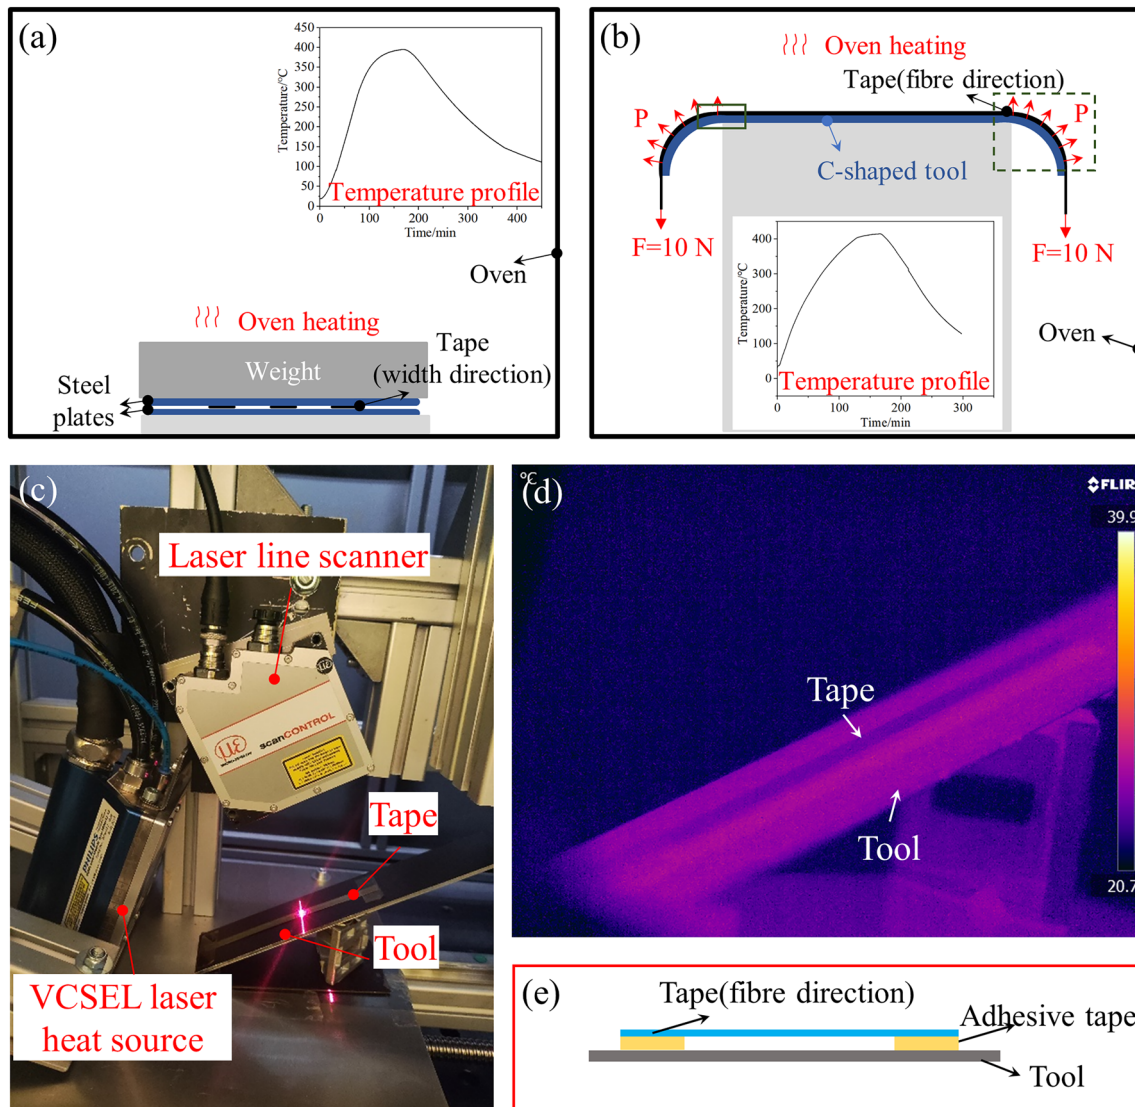 (a)
450
400
350
300
250
200
150
100
50
0
Temperature/°C
Temperature profile
0 100 200 300 400
Time/min
Oven
Oven heating
Weight
Tape
(width direction)
Steel
plates
(b)
Oven heating
Tape(fibre direction)
P
P
C-shaped tool
F=10 N
F=10 N
400
300
200
100
0
Temperature/°C
Temperature profile
0 100 200 300
Time/min
Oven
(c)
Laser line scanner
scanCONTROL
PHILIPS
Tape
Tool
VCSEL laser
heat source
°C
(d)
FLIR
39.9
20.7
Tape
Tool
(e)
Tape(fibre direction)
Adhesive tape
Tool